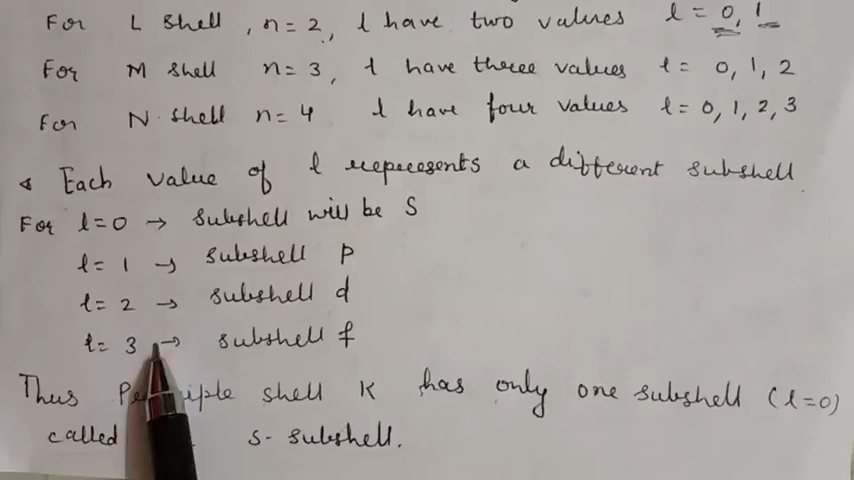 For L Shell, n = 2, l have two values l = 0, 1
For M shell n = 3, l have three values l = 0, 1, 2
For N shell n = 4 l have four values l = 0, 1, 2, 3
Each value of l represents a different subshell.
For l = 0 → subshell will be S
l = 1 → subshell p
l = 2 → subshell d
l = 3 → subshell f
Thus shell K has only one subshell (l = 0)
called s-subshell.